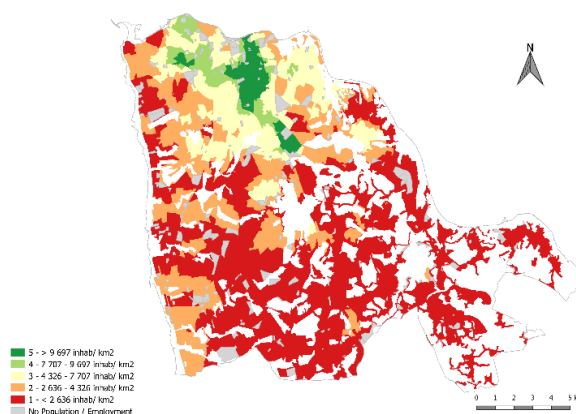 N
5 - > 9 697 inhab/ km2
4 - 7 707 - 9 697 inhab/ km2
3 - 4 326 - 7 707 inhab/ km2
2 - 2 636 - 4 326 inhab/ km2
1 - < 2 636 inhab/ km2
No Population / Employment
0 1 2 3 4 5 k